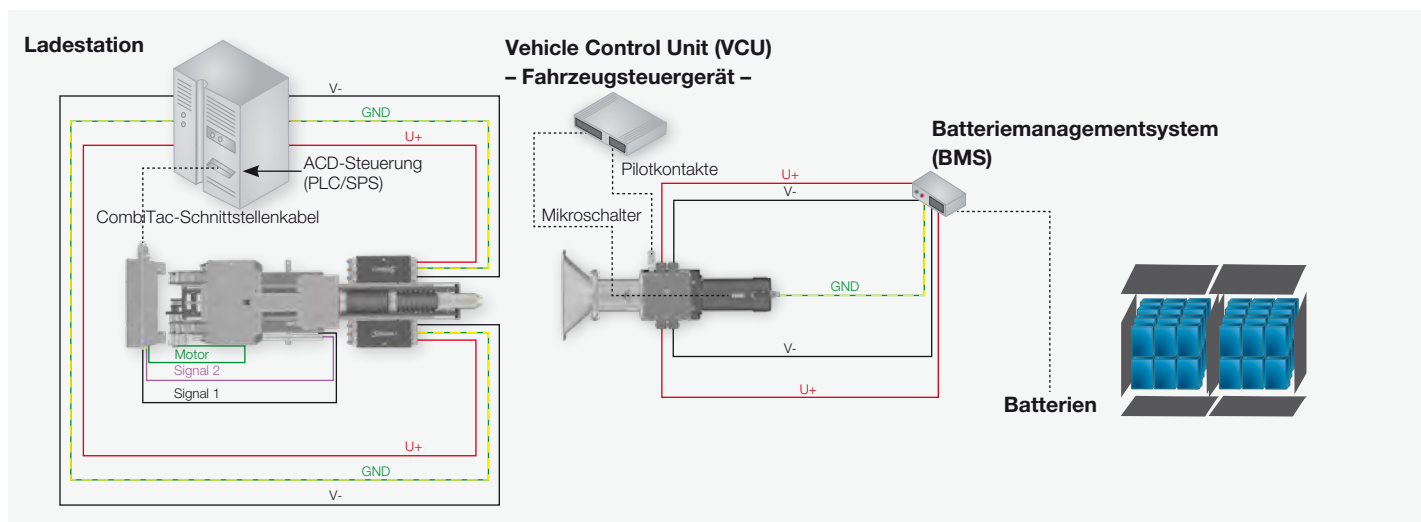 Ladestation
V-
GND
U+
ACD-Steuerung
(PLC/SPS)
CombiTac-Schnittstellenkabel
Motor
Signal 2
Signal 1
U+
GND
V-
Vehicle Control Unit (VCU)
– Fahrzeugsteuergerät –
Pilotkontakte
Mikroschalter
U+
V-
GND
V-
U+
Batteriemanagementsystem
(BMS)
Batterien